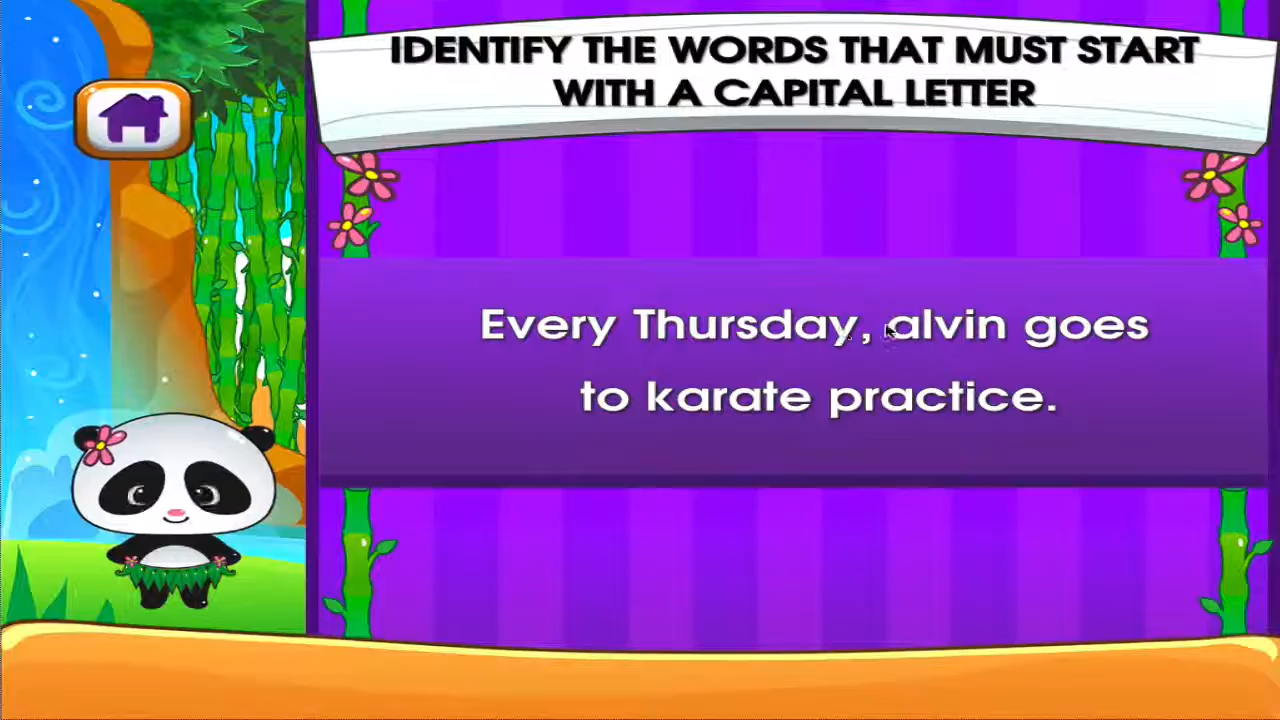 IDENTIFY THE WORDS THAT MUST START
WITH A CAPITAL LETTER
Every Thursday, alvin goes
to karate practice.